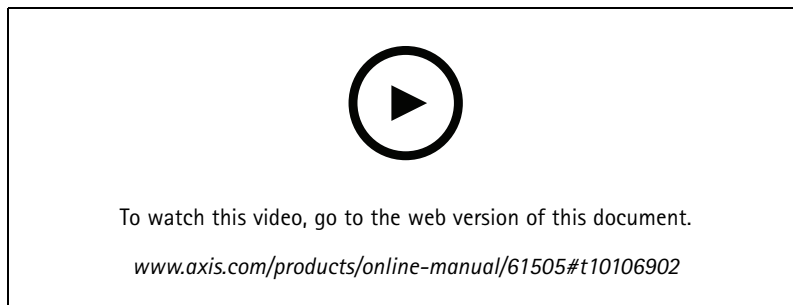 To watch this video, go to the web version of this document.
www.axis.com/products/online-manual/61505#t10106902